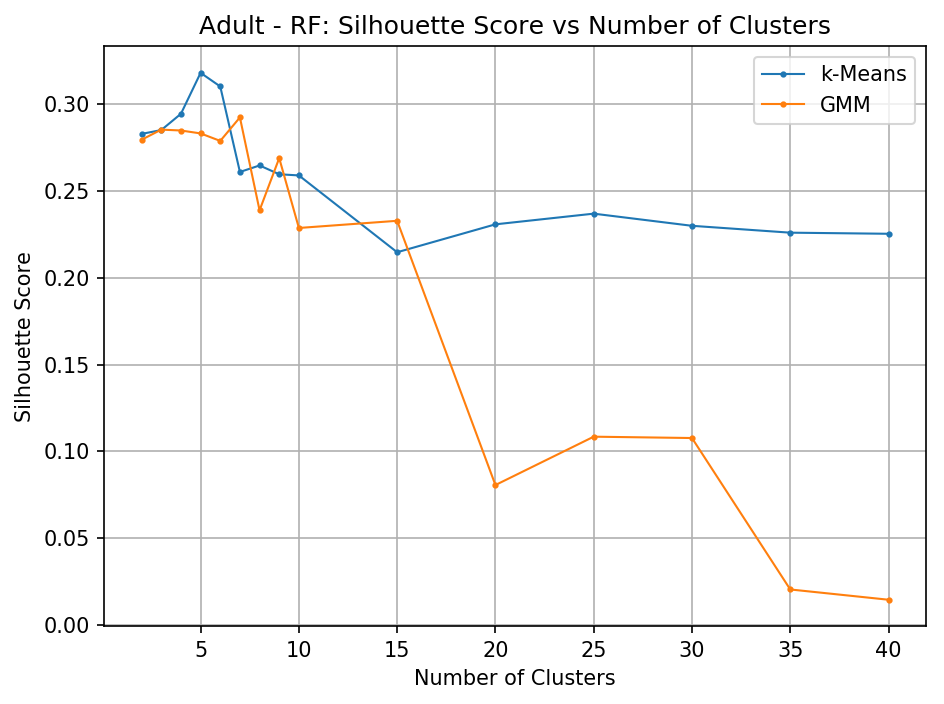 Adult - RF: Silhouette Score vs Number of Clusters
k-Means
GMM
Silhouette Score
0.30
0.25
0.20
0.15
0.10
0.05
0.00
5 10 15 20 25 30 35 40
Number of Clusters